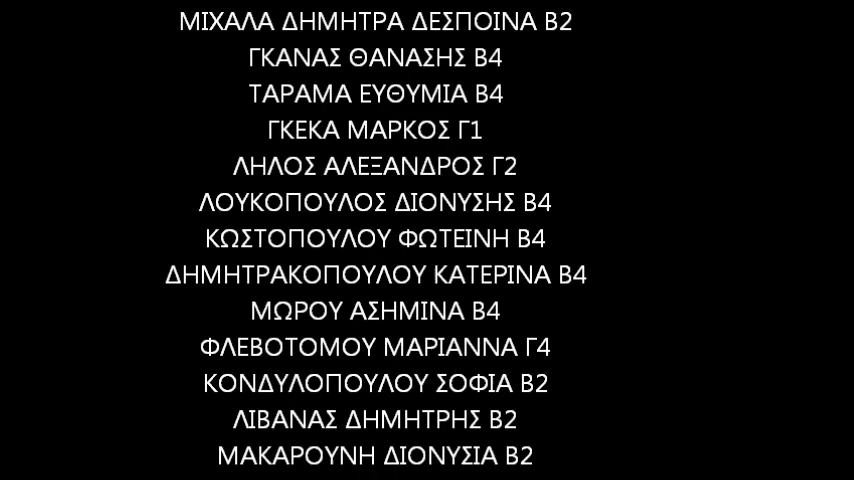 ΜΙΧΑΛΑ ΔΗΜΗΤΡΑ ΔΕΣΠΟΙΝΑ Β2
ΓΚΑΝΑΣ ΘΑΝΑΣΗΣ Β4
ΤΑΡΑΜΑ ΕΥΘΥΜΙΑ Β4
ΓΚΕΚΑ ΜΑΡΚΟΣ Γ1
ΛΗΛΟΣ ΑΛΕΞΑΝΔΡΟΣ Γ2
ΛΟΥΚΟΠΟΥΛΟΣ ΔΙΟΝΥΣΗΣ Β4
ΚΩΣΤΟΠΟΥΛΟΥ ΦΩΤΕΙΝΗ Β4
ΔΗΜΗΤΡΑΚΟΠΟΥΛΟΥ ΚΑΤΕΡΙΝΑ Β4
ΜΩΡΟΥ ΑΣΗΜΙΝΑ Β4
ΦΛΕΒΟΤΟΜΟΥ ΜΑΡΙΑΝΝΑ Γ4
ΚΟΝΔΥΛΟΠΟΥΛΟΥ ΣΟΦΙΑ Β2
ΛΙΒΑΝΑΣ ΔΗΜΗΤΡΗΣ Β2
ΜΑΚΑΡΟΥΝΗ ΔΙΟΝΥΣΙΑ Β2